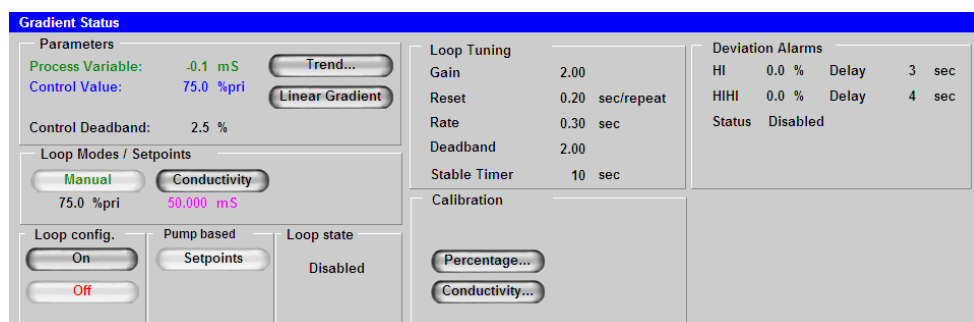 Gradient Status
Parameters
Process Variable: -0.1 mS
Trend...
Control Value: 75.0 %pri
Linear Gradient
Control Deadband: 2.5 %
Loop Modes / Setpoints
Manual
Conductivity
75.0 %pri
50.000 mS
Loop config.
On
Off
Pump based
Setpoints
Loop state
Disabled
Loop Tuning
Gain 2.00
Reset 0.20 sec/repeat
Rate 0.30 sec
Deadband 2.00
Stable Timer 10 sec
Calibration
Percentage...
Conductivity...
Deviation Alarms
HI 0.0 % Delay 3 sec
HIHI 0.0 % Delay 4 sec
Status Disabled